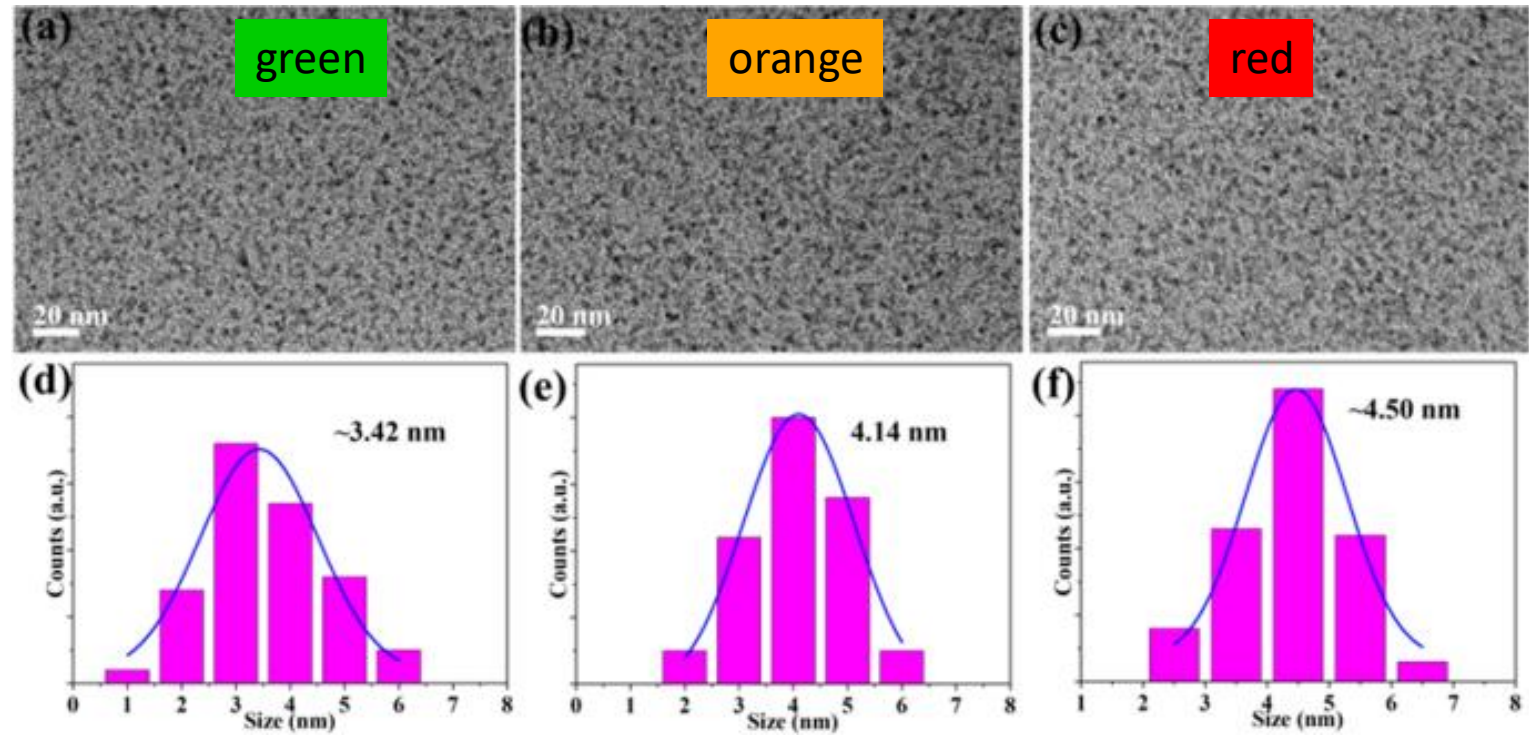 (a)
green
20 nm
(b)
orange
20 nm
(c)
red
20 nm
(d)
~3.42 nm
Counts (a.u.)
0 1 2 3 4 5 6 7 8
Size (nm)
(e)
4.14 nm
Counts (a.u.)
0 1 2 3 4 5 6 7 8
Size (nm)
(f)
~4.50 nm
Counts (a.u.)
1 2 3 4 5 6 7 8
Size (nm)